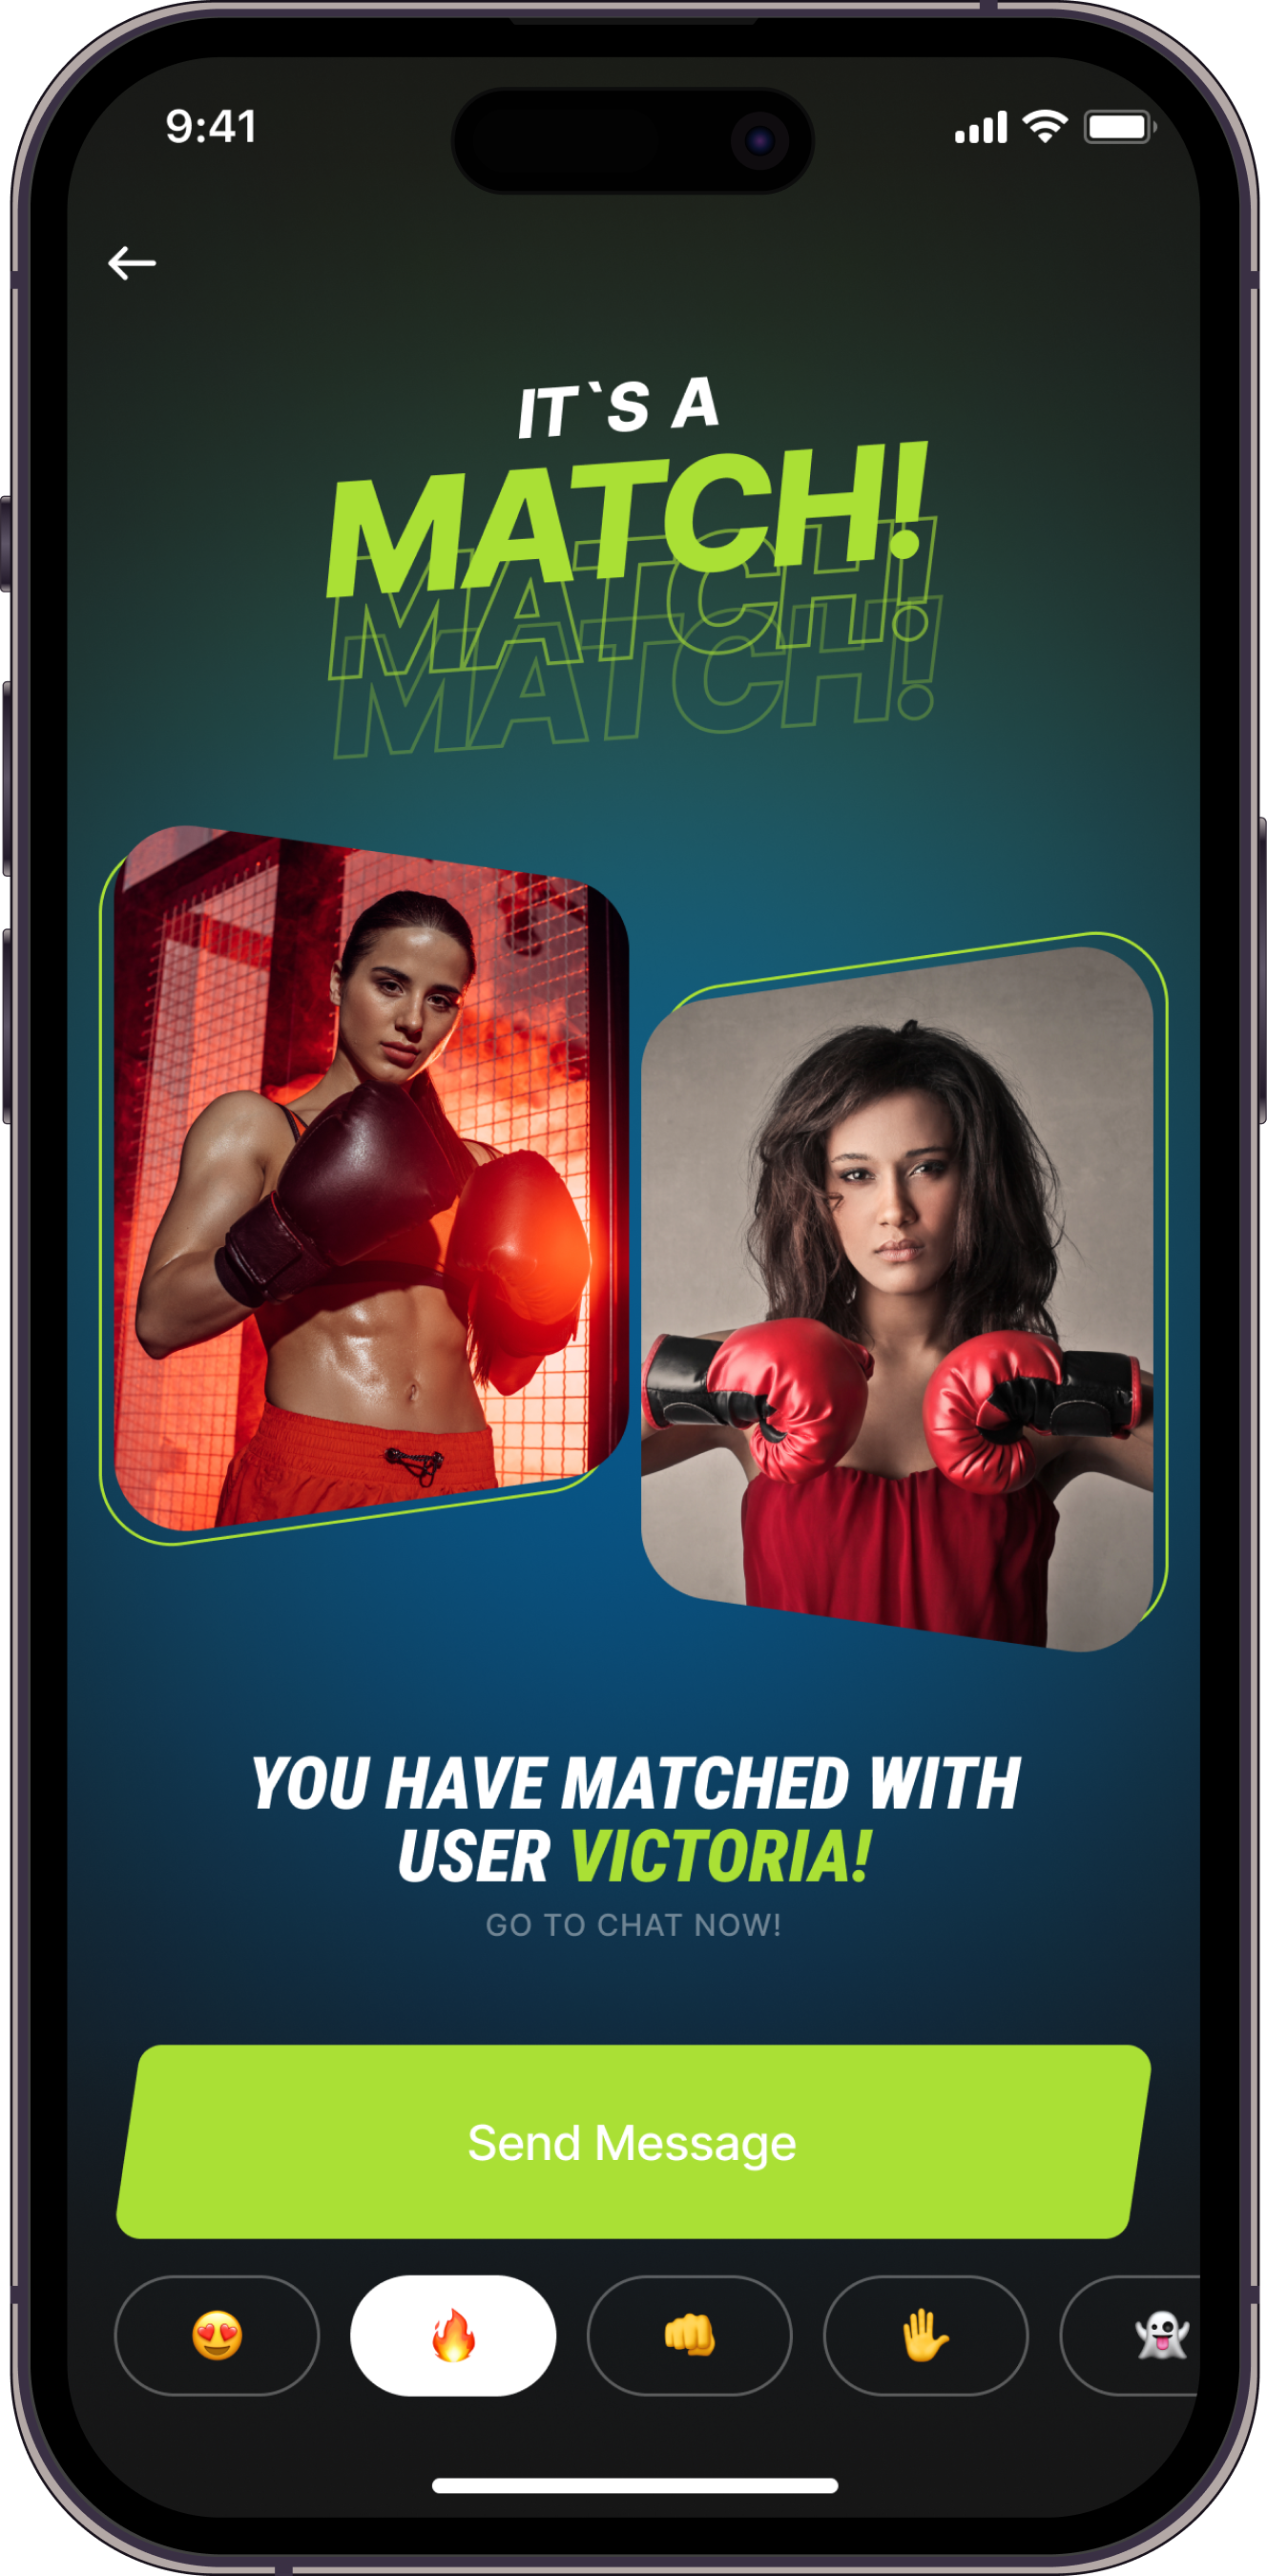 9:41
IT`S A
MATCH!
MATCH!
MATCH!
YOU HAVE MATCHED WITH
USER VICTORIA!
GO TO CHAT NOW!
Send Message